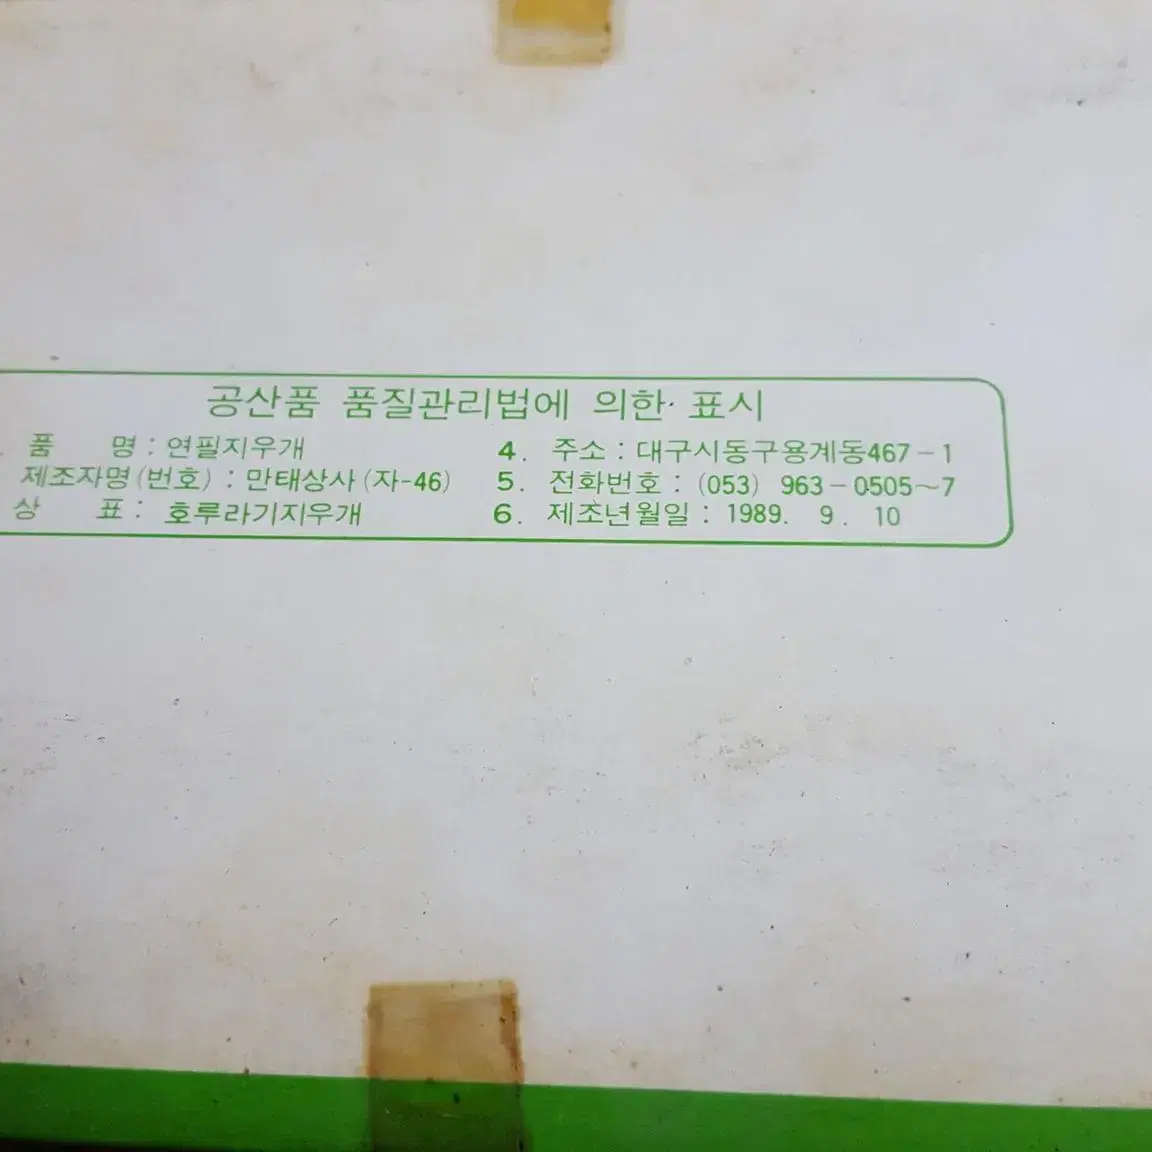 공산품 품질관리법에 의한 표시
품 명 : 연필지우개 4. 주소 : 대구시동구용계동467-1
제조자명(번호) : 만태상사(자-46) 5. 전화번호 : (053) 963-0505~7
상 표 : 호루라기지우개 6. 제조년월일 : 1989. 9. 10